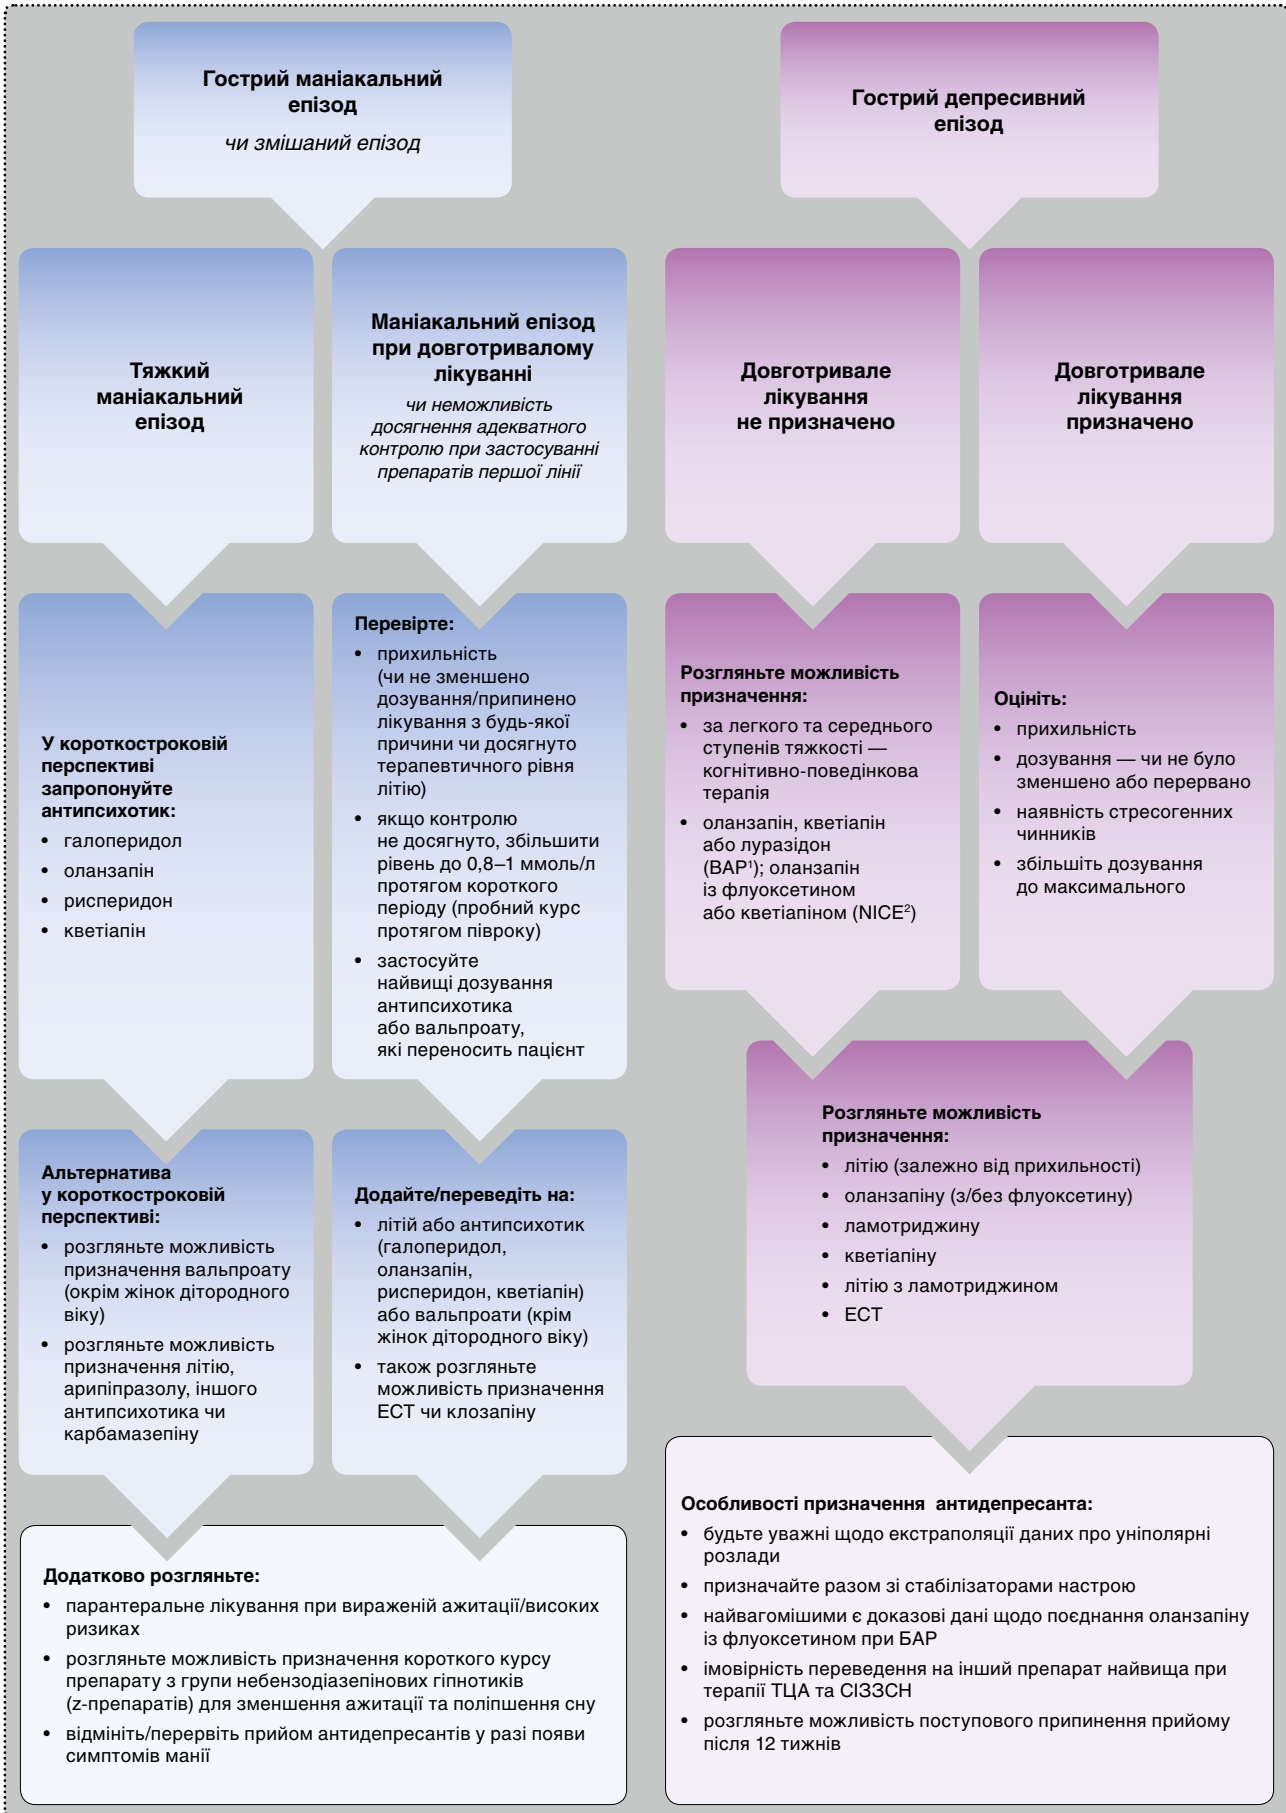 Гострий маніакальний
епізод
чи змішаний епізод
Тяжкий
маніакальний
епізод
Маніакальний епізод
при довготривалому
лікуванні
чи неможливість
досягнення адекватного
контролю при застосуванні
препаратів першої лінії
У короткостроковій
перспективі
запропонуйте
антипсихотик:
• галоперидол
• оланзапін
• рисперидон
• кветіапін
Перевірте:
• прихильність
(чи не зменшено
дозування/припинено
лікування з будь-якої
причини чи досягнуто
терапевтичного рівня
літію)
• якщо контролю
не досягнуто, збільшити
рівень до 0,8–1 ммоль/л
протягом короткого
періоду (пробний курс
протягом півроку)
• застосуйте
найвищі дозування
антипсихотика
або вальпроату,
які переносить пацієнт
Альтернатива
у короткостроковій
перспективі:
• розгляньте можливість
призначення вальпроату
(окрім жінок дітородного
віку)
• розгляньте можливість
призначення літію,
арипіпразолу, іншого
антипсихотика чи
карбамазепіну
Додайте/переведіть на:
• літій або антипсихотик
(галоперидол,
оланзапін,
рисперидон, кветіапін)
або вальпроати (крім
жінок дітородного віку)
• також розгляньте
можливість призначення
ЕСТ чи клозапіну
Додатково розгляньте:
• парантеральне лікування при вираженій ажитації/високих
ризиках
• розгляньте можливість призначення короткого курсу
препарату з групи небензодіазепінових гіпнотиків
(z-препаратів) для зменшення ажитації та поліпшення сну
• відмініть/перервіть прийом антидепресантів у разі появи
симптомів манії
Гострий депресивний
епізод
Довготривале
лікування
не призначено
Довготривале
лікування
призначено
Розгляньте можливість
призначення:
• за легкого та середнього
ступенів тяжкості —
когнітивно-поведінкова
терапія
• оланзапін, кветіапін
або луразідон
(BAP¹); оланзапін
із флуоксетином
або кветіапіном (NICE²)
Оцініть:
• прихильність
• дозування — чи не було
зменшено або перервано
• наявність стресогенних
чинників
• збільшіть дозування
до максимального
Розгляньте можливість
призначення:
• літію (залежно від прихильності)
• оланзапіну (з/без флуоксетину)
• ламотриджину
• кветіапіну
• літію з ламотриджином
• ЕСТ
Особливості призначення антидепресанта:
• будьте уважні щодо екстраполяції даних про уніполярні
розлади
• призначайте разом зі стабілізаторами настрою
• найвагомішими є доказові дані щодо поєднання оланзапіну
із флуоксетином при БАР
• імовірність переведення на інший препарат найвища при
терапії ТЦА та СІЗЗСН
• розгляньте можливість поступового припинення прийому
після 12 тижнів